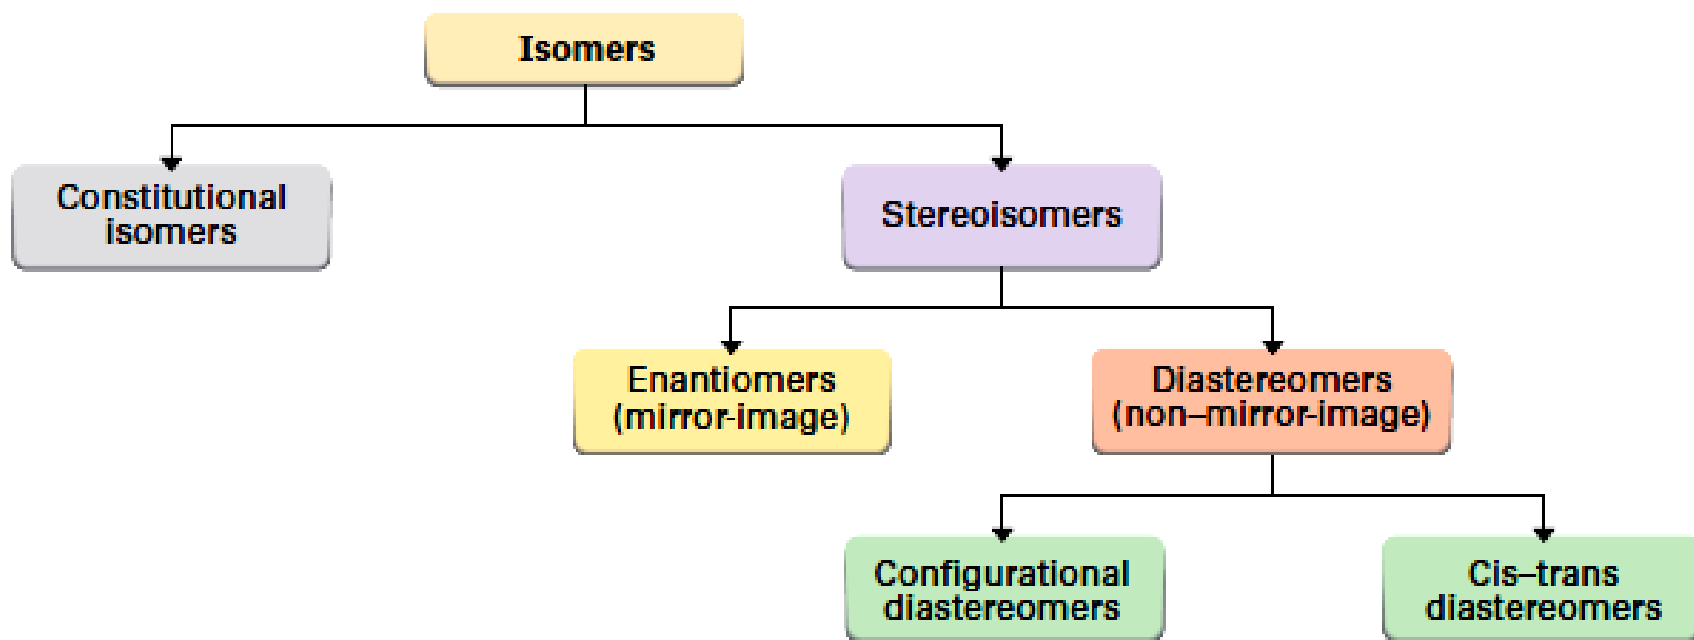 Isomers
Constitutional
isomers
Stereoisomers
Enantiomers
(mirror-image)
Diastereomers
(non–mirror-image)
Configurational
diastereomers
Cis–trans
diastereomers